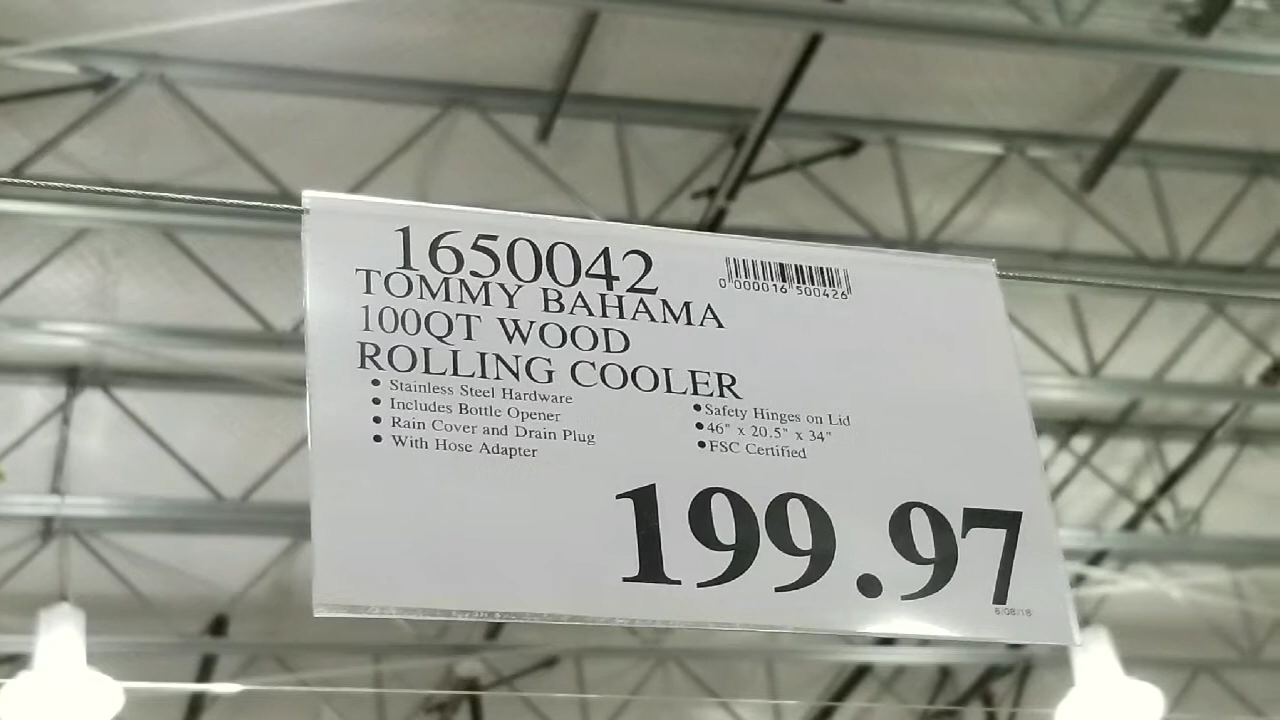 1650042
0 000016 500426
TOMMY BAHAMA
100QT WOOD
ROLLING COOLER
• Stainless Steel Hardware
• Includes Bottle Opener
• Rain Cover and Drain Plug
• With Hose Adapter
• Safety Hinges on Lid
• 46" x 20.5" x 34"
• FSC Certified
199.97